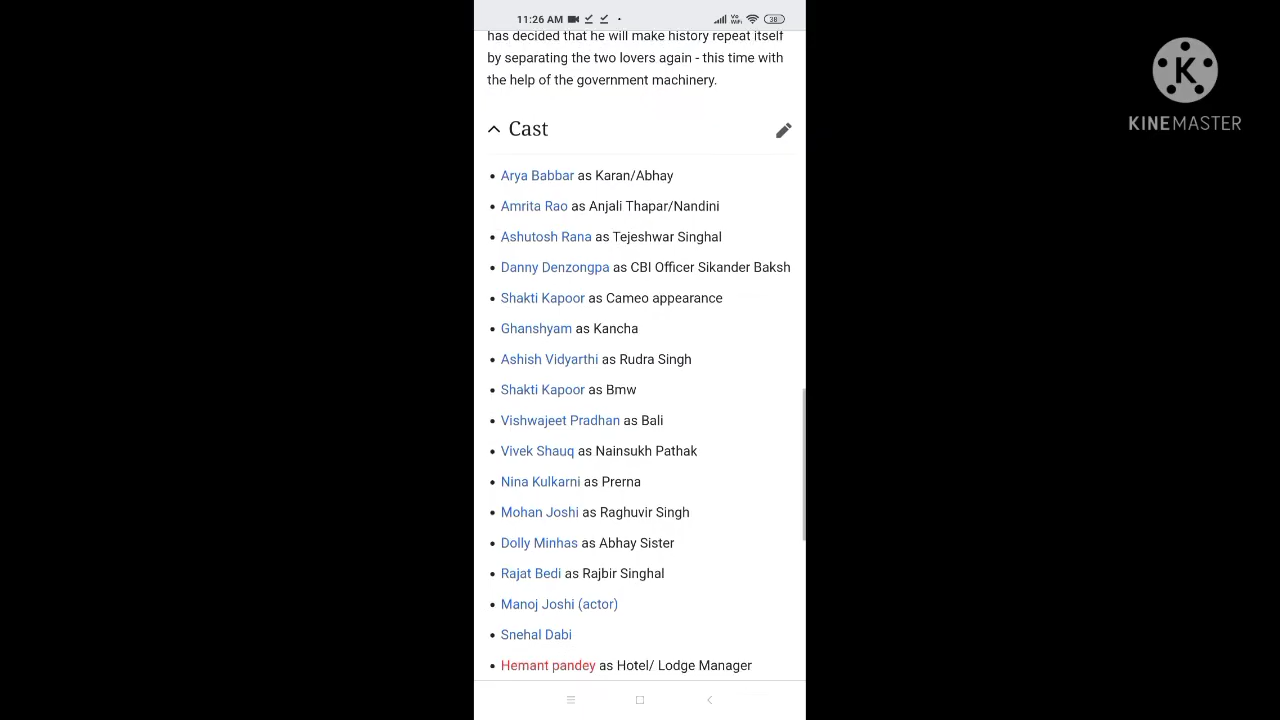 11:26 AM
Vo
WiFi
38
has decided that he will make history repeat itself
by separating the two lovers again - this time with
the help of the government machinery.
Cast
• Arya Babbar as Karan/Abhay
• Amrita Rao as Anjali Thapar/Nandini
• Ashutosh Rana as Tejeshwar Singhal
• Danny Denzongpa as CBI Officer Sikander Baksh
• Shakti Kapoor as Cameo appearance
• Ghanshyam as Kancha
• Ashish Vidyarthi as Rudra Singh
• Shakti Kapoor as Bmw
• Vishwajeet Pradhan as Bali
• Vivek Shauq as Nainsukh Pathak
• Nina Kulkarni as Prerna
• Mohan Joshi as Raghuvir Singh
• Dolly Minhas as Abhay Sister
• Rajat Bedi as Rajbir Singhal
• Manoj Joshi (actor)
• Snehal Dabi
• Hemant pandey as Hotel/ Lodge Manager
K
KINEMASTER